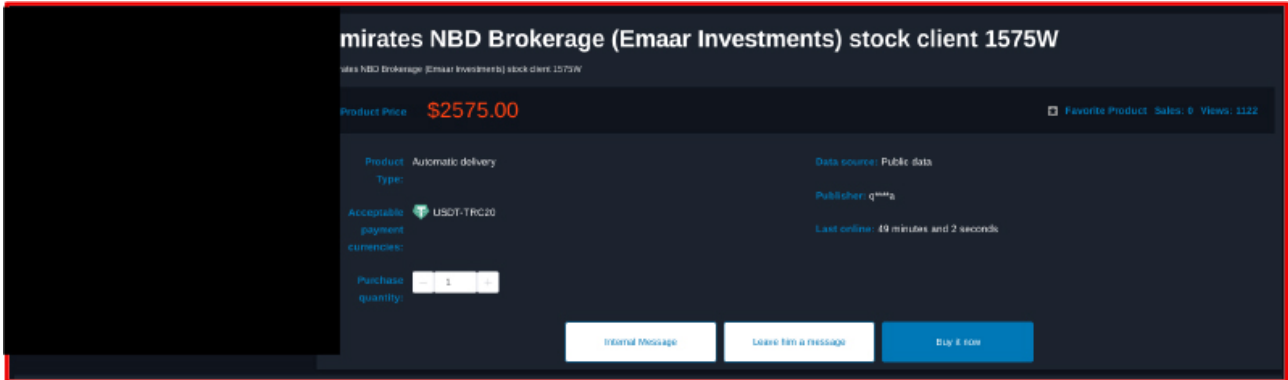 mirates NBD Brokerage (Emaar Investments) stock client 1575W
rates NBD Brokerage (Emaar Investments) stock client 1575W
Product Price $2575.00
Favorite Product Sales: 0 Views: 1122
Product Type: Automatic delivery
Data source: Public data
Publisher: q****a
Acceptable payment currencies: USDT-TRC20
Last online: 49 minutes and 2 seconds
Purchase quantity: − 1 +
Internal Message
Leave him a message
Buy it now